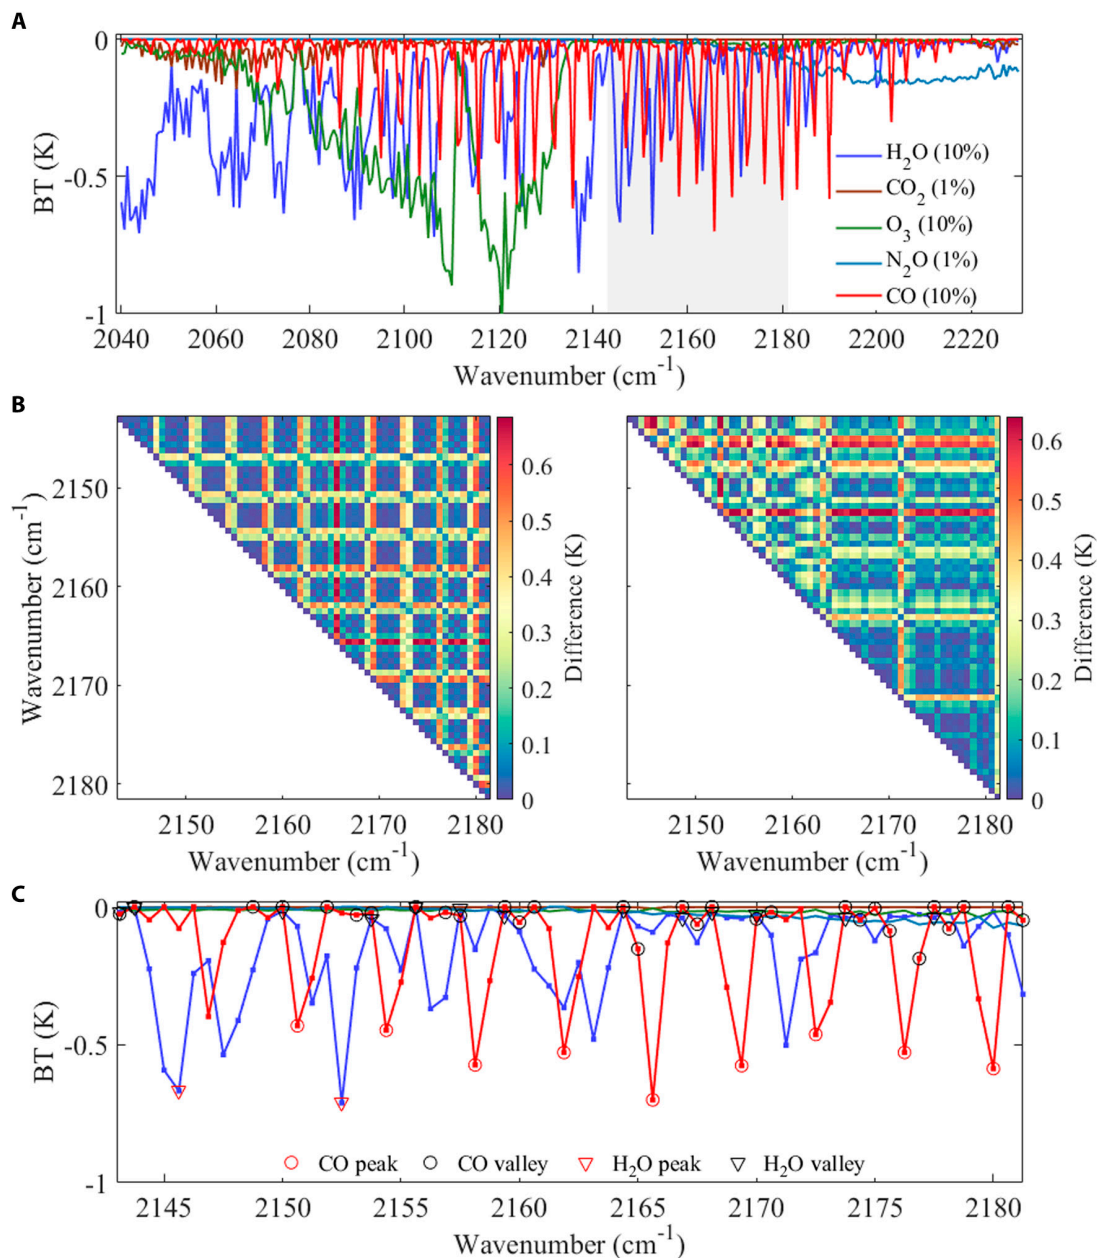 A
0
-0.5
-1
BT (K)
H₂O (10%)
CO₂ (1%)
O₃ (10%)
N₂O (1%)
CO (10%)
2040 2060 2080 2100 2120 2140 2160 2180 2200 2220
Wavenumber (cm⁻¹)
B
2150
2160
2170
2180
Wavenumber (cm⁻¹)
2150 2160 2170 2180
Wavenumber (cm⁻¹)
0.6
0.5
0.4
0.3
0.2
0.1
0
Difference (K)
2150 2160 2170 2180
Wavenumber (cm⁻¹)
0.6
0.5
0.4
0.3
0.2
0.1
0
Difference (K)
C
0
-0.5
-1
BT (K)
CO peak CO valley H₂O peak H₂O valley
2145 2150 2155 2160 2165 2170 2175 2180
Wavenumber (cm⁻¹)